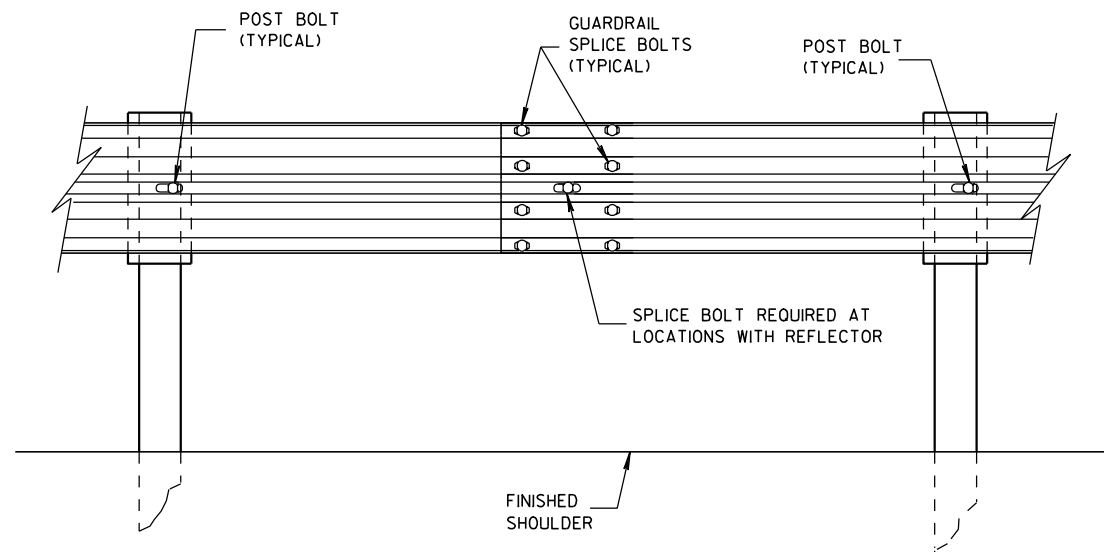 POST BOLT
(TYPICAL)
GUARDRAIL
SPLICE BOLTS
(TYPICAL)
POST BOLT
(TYPICAL)
SPLICE BOLT REQUIRED AT
LOCATIONS WITH REFLECTOR
FINISHED
SHOULDER